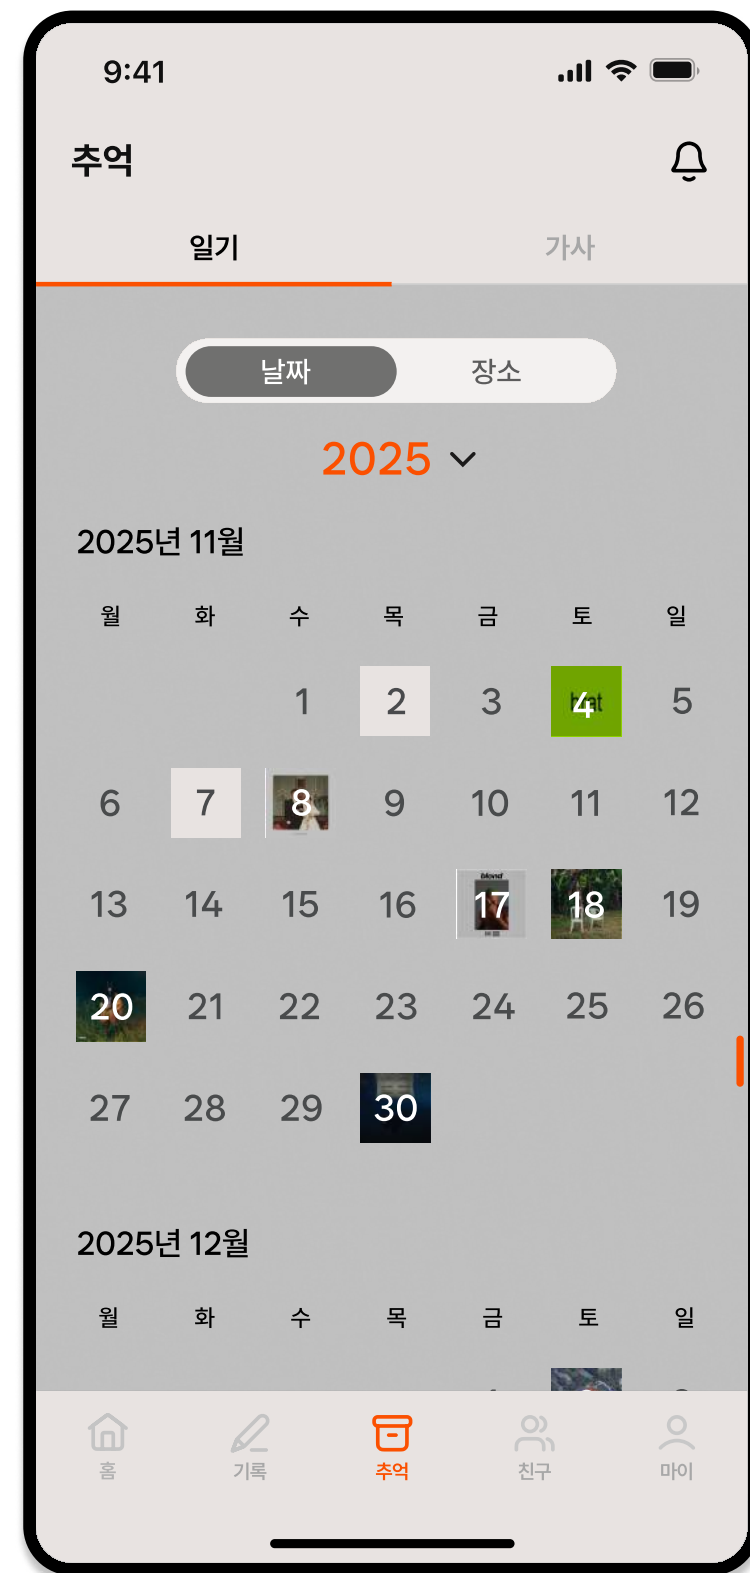 9:41
추억
일기 가사
날짜 장소
2025
2025년 11월
월 화 수 목 금 토 일
1 2 3 4 5
6 7 8 9 10 11 12
13 14 15 16 17 18 19
20 21 22 23 24 25 26
27 28 29 30
2025년 12월
월 화 수 목 금 토 일
홈 기록 추억 친구 마이